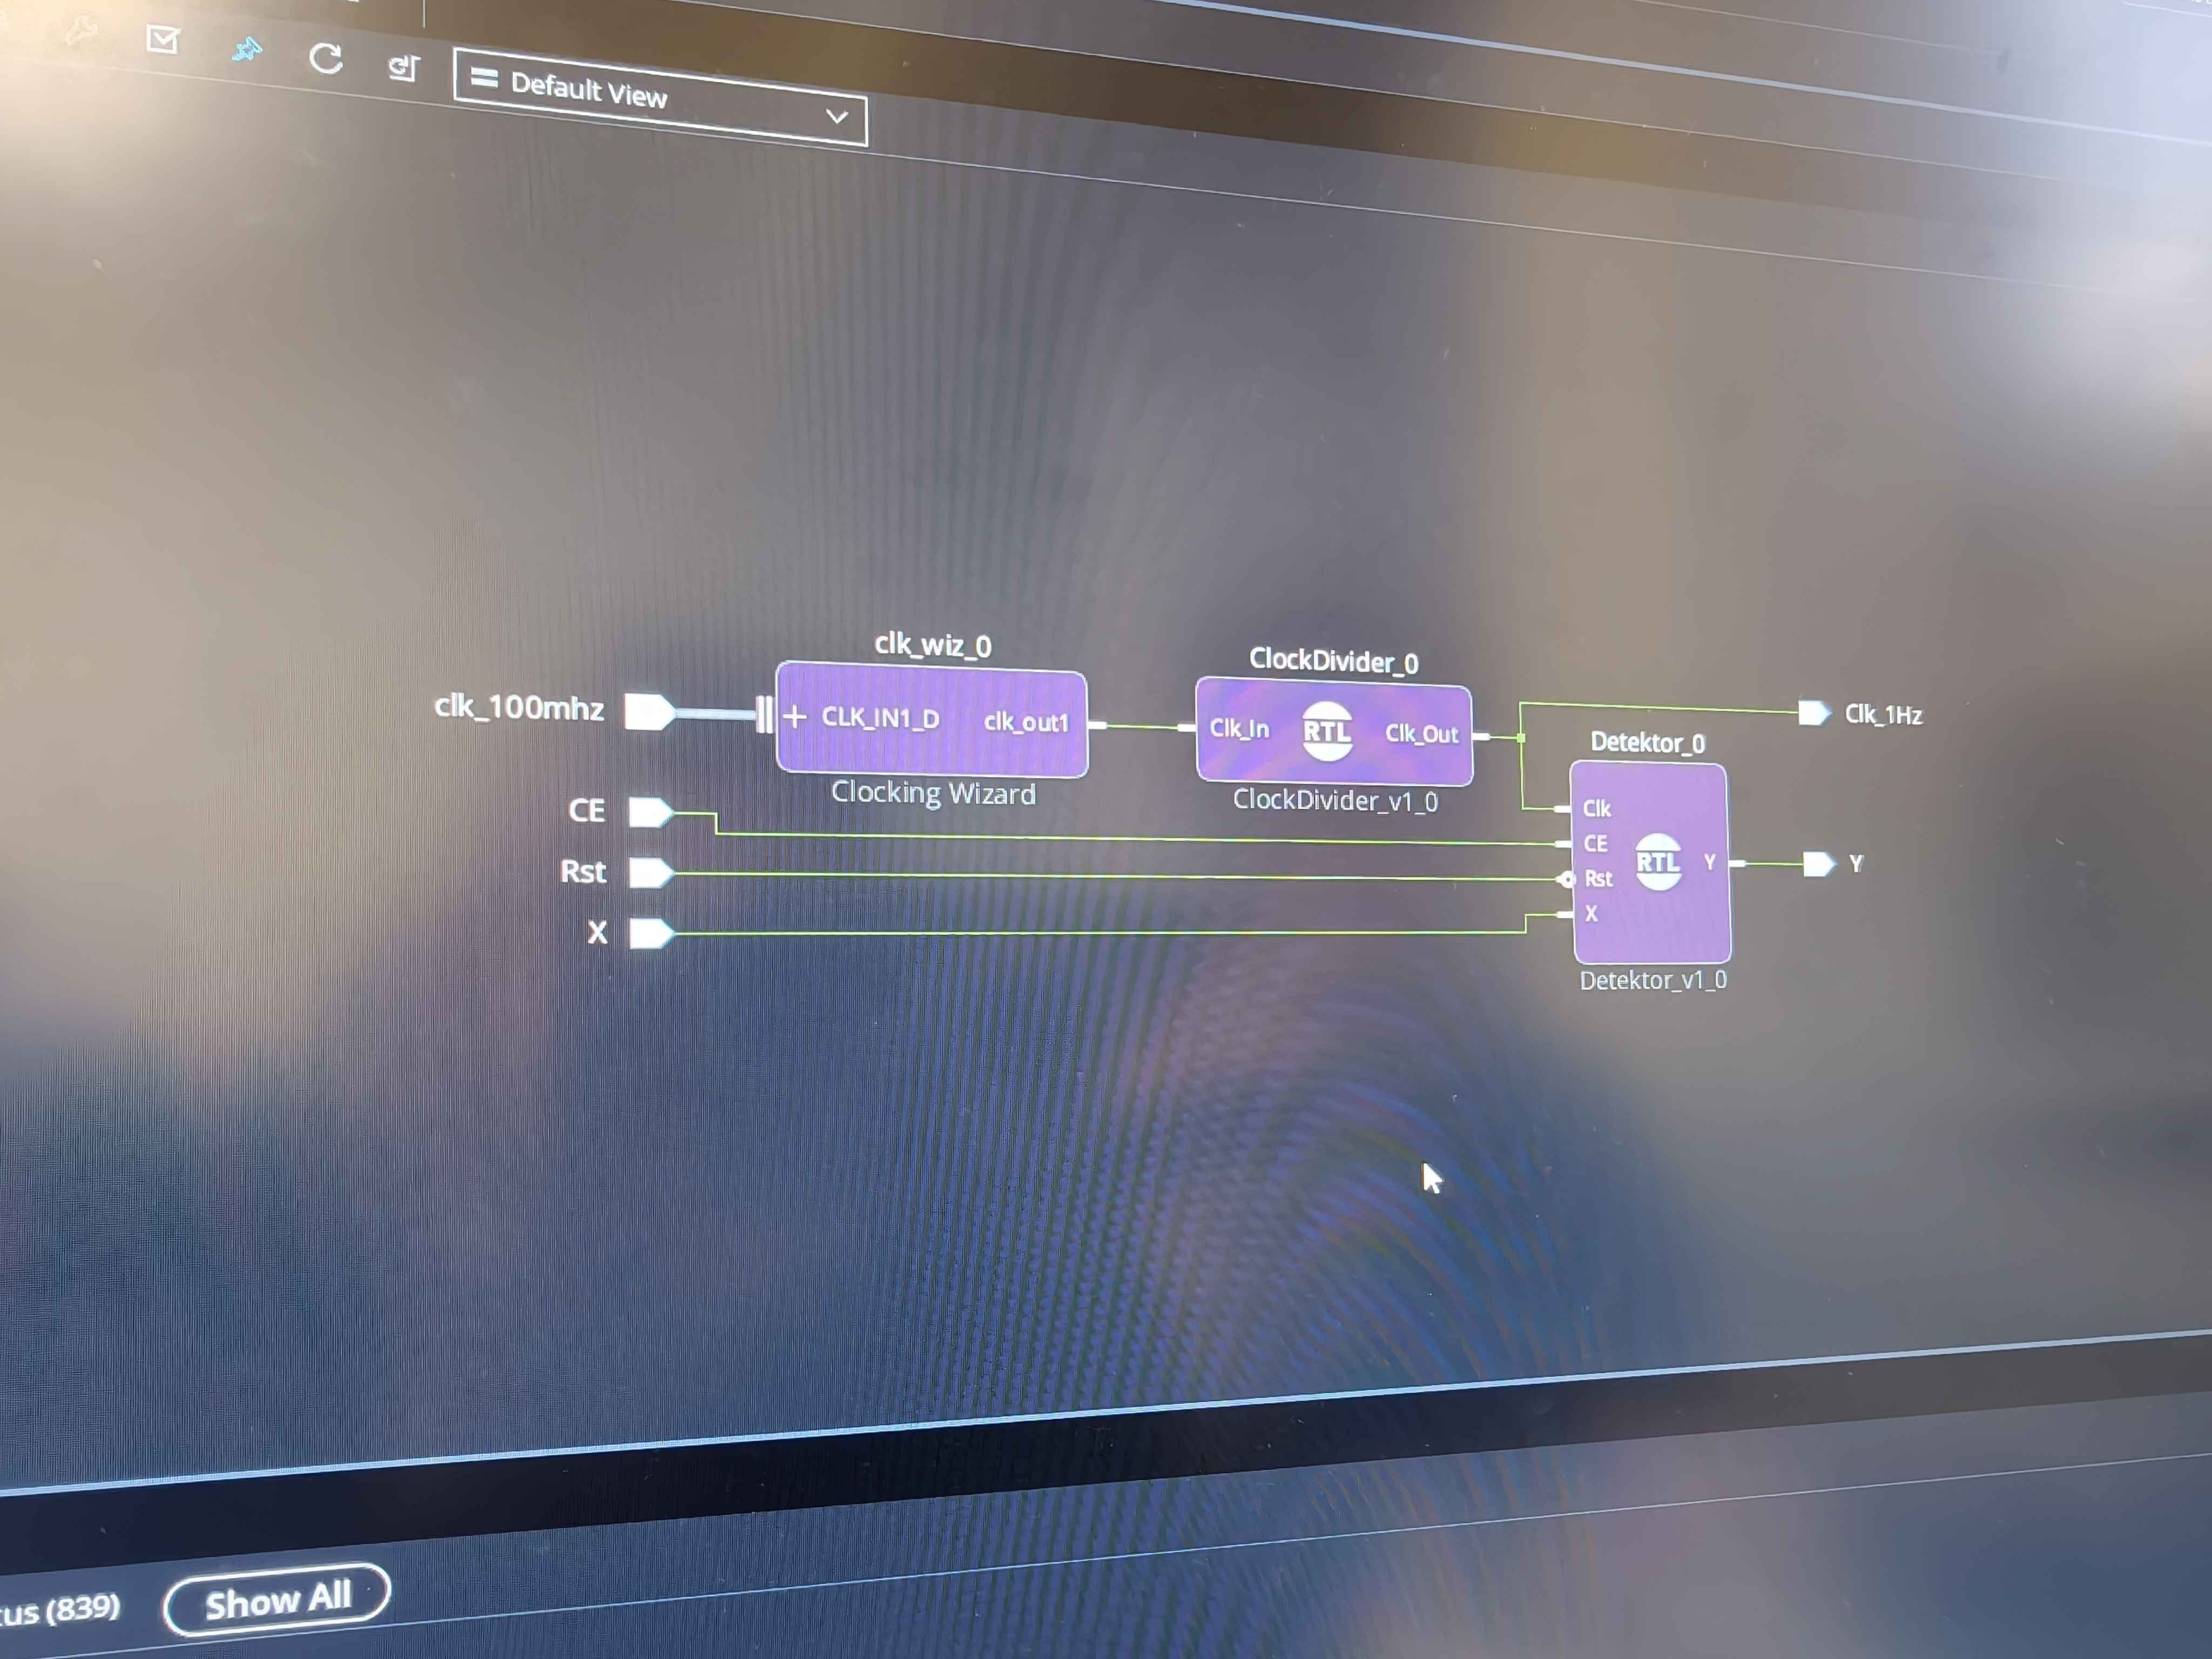 Default View
clk_wiz_0
clk_100mhz
CLK_IN1_D
clk_out1
Clocking Wizard
ClockDivider_0
Clk_In
RTL
Clk_Out
ClockDivider_v1_0
Clk_1Hz
CE
Rst
X
Detektor_0
Clk
CE
Rst
X
RTL
Y
Y
Detektor_v1_0
(839)
Show All